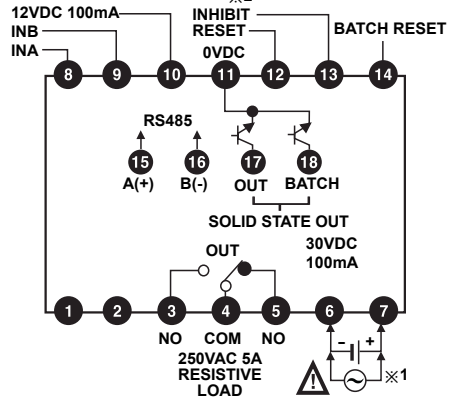 ※
12VDC 100mA
INHIBIT
INB
RESET
BATCH RESET
INA
0VDC
8 9 10 11 12 13 14
RS485
15 16 17 18
A(+) B(-) OUT BATCH
SOLID STATE OUT
30VDC
100mA
OUT
1 2 3 4 5 6 7
NO COM NO
- +
250VAC 5A
RESISTIVE
LOAD
! ※1